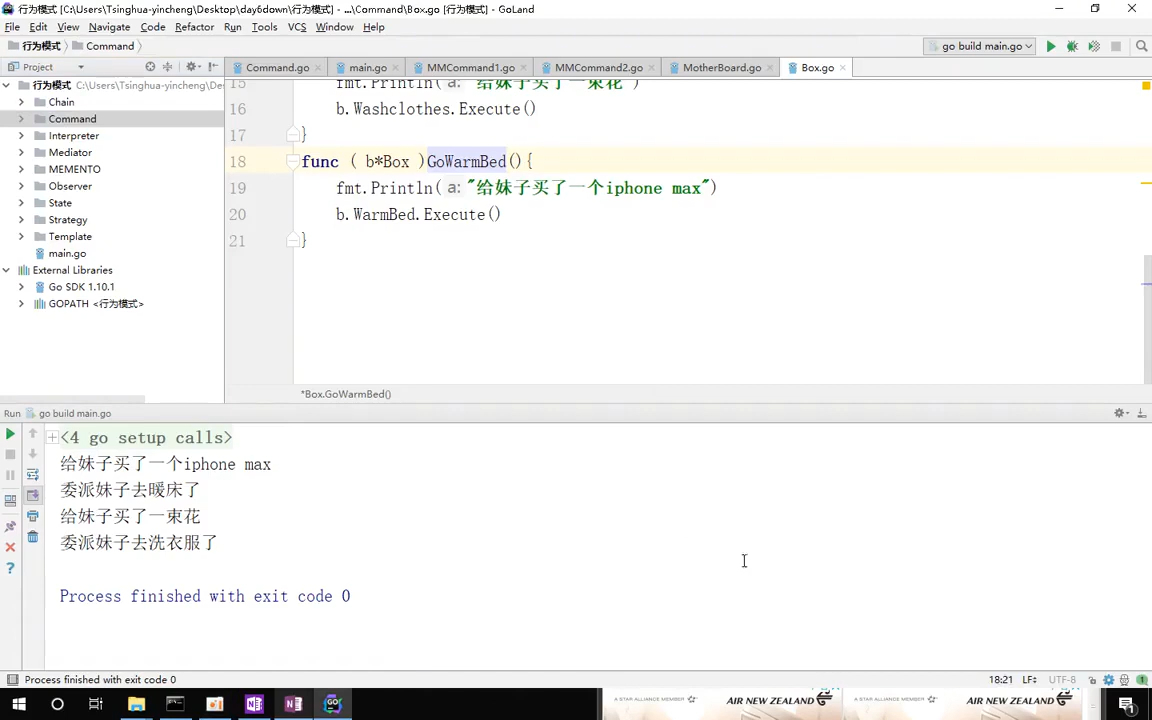 行为模式 [C:\Users\Tsinghua-yincheng\Desktop\day6down\行为模式] - ...\Command\Box.go [行为模式] - GoLand
File Edit View Navigate Code Refactor Run Tools VCS Window Help
行为模式 Command go build main.go
Project Command.go main.go MMCommand1.go MMCommand2.go MotherBoard.go Box.go
行为模式 C:\Users\Tsinghua-yincheng\De
Chain
Command
Interpreter
Mediator
MEMENTO
Observer
State
Strategy
Template
main.go
External Libraries
Go SDK 1.10.1
GOPATH <行为模式>
15 fmt.Println( a: "给妹子买了一束花")
16 b.Washclothes.Execute()
17 }
18 func ( b*Box )GoWarmBed(){
19 fmt.Println( a: "给妹子买了一个iphone max")
20 b.WarmBed.Execute()
21 }
*Box.GoWarmBed()
Run go build main.go
<4 go setup calls>
给妹子买了一个iphone max
委派妹子去暖床了
给妹子买了一束花
委派妹子去洗衣服了
Process finished with exit code 0
Process finished with exit code 0 18:21 LF÷ UTF-8
A STAR ALLIANCE MEMBER AIR NEW ZEALAND A STAR ALLIANCE MEMBER AIR NEW ZEALAND